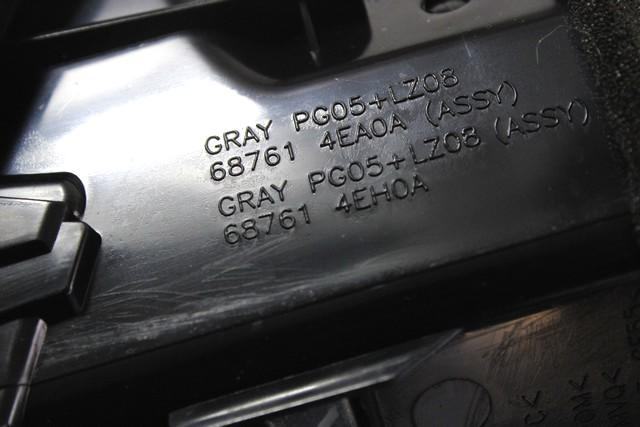 GRAY PG05+LZ08
68761 4EA0A (ASSY)
GRAY PG05+LZ08 (ASSY)
68761 4EH0A